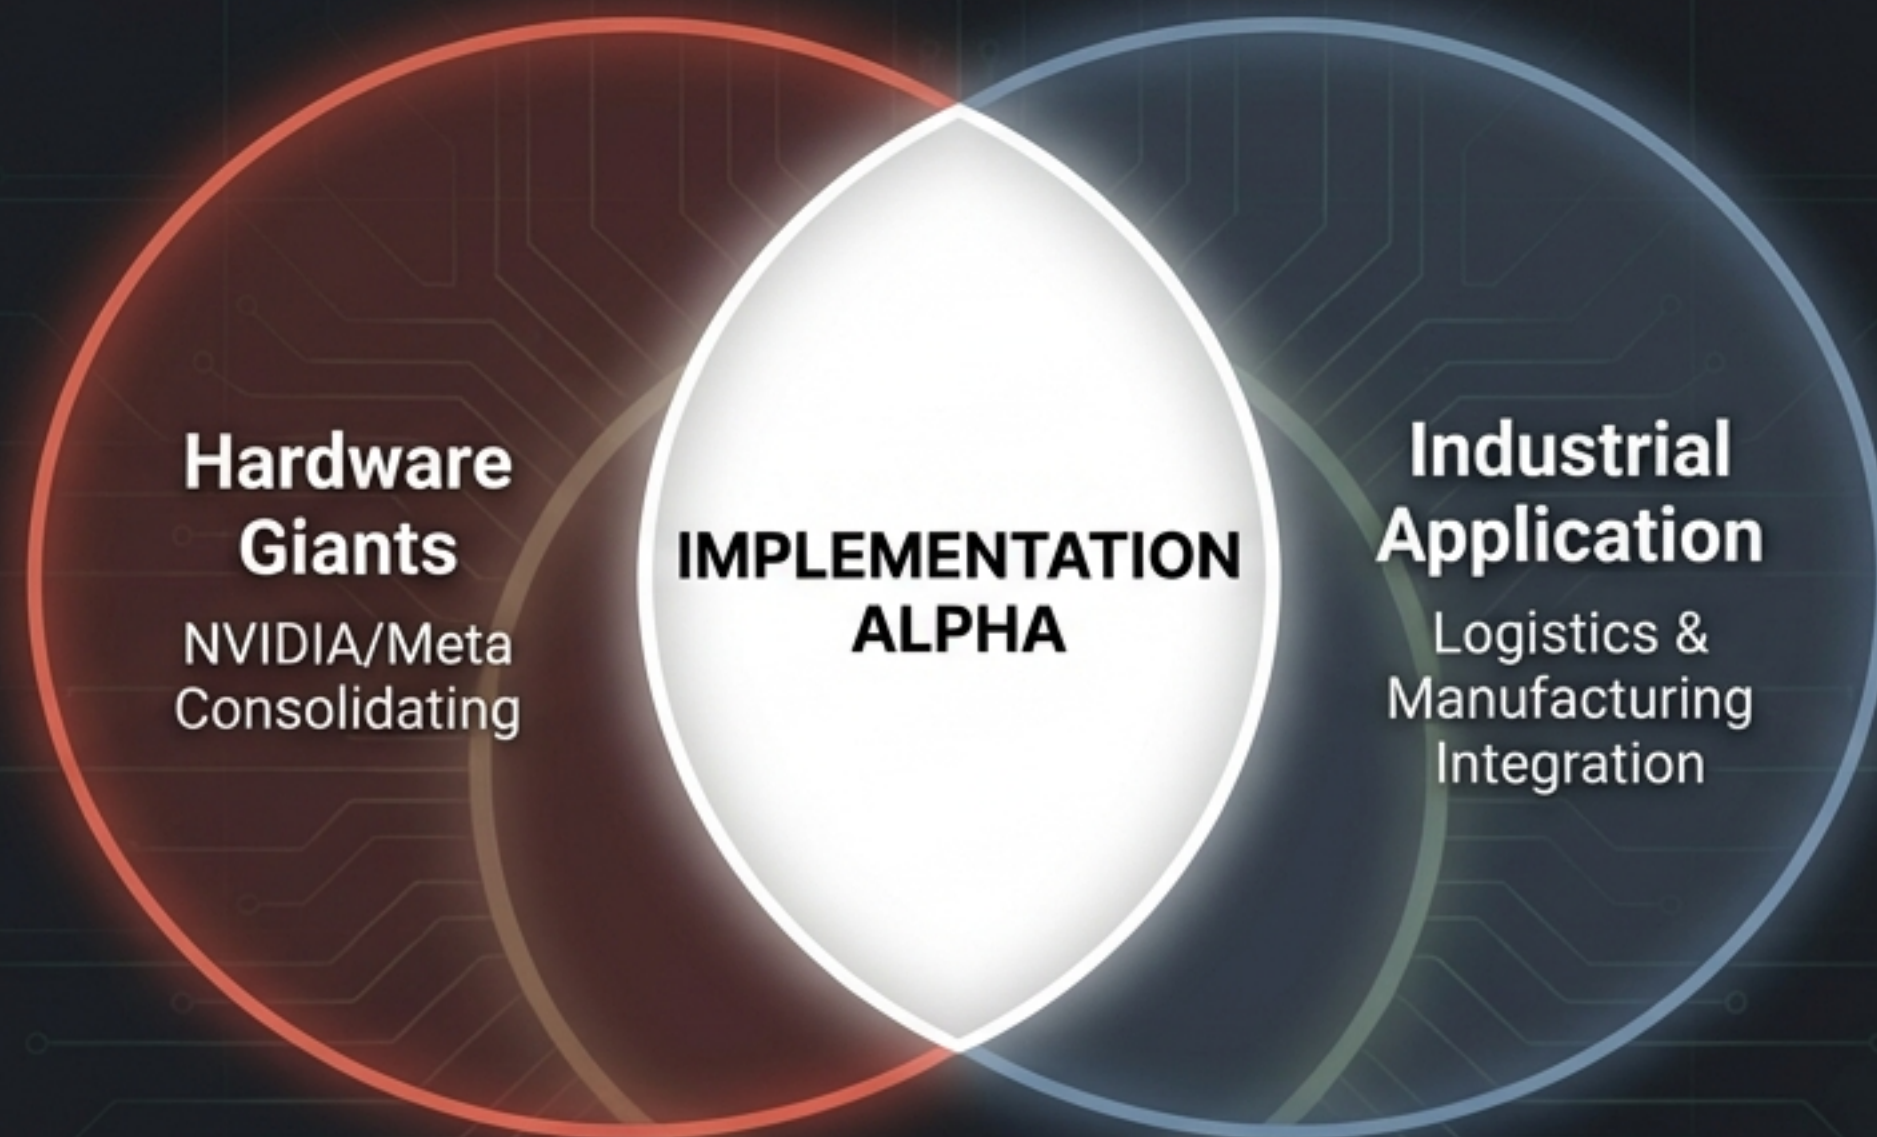 Hardware
Giants
NVIDIA/Meta
Consolidating
IMPLEMENTATION
ALPHA
Industrial
Application
Logistics &
Manufacturing
Integration